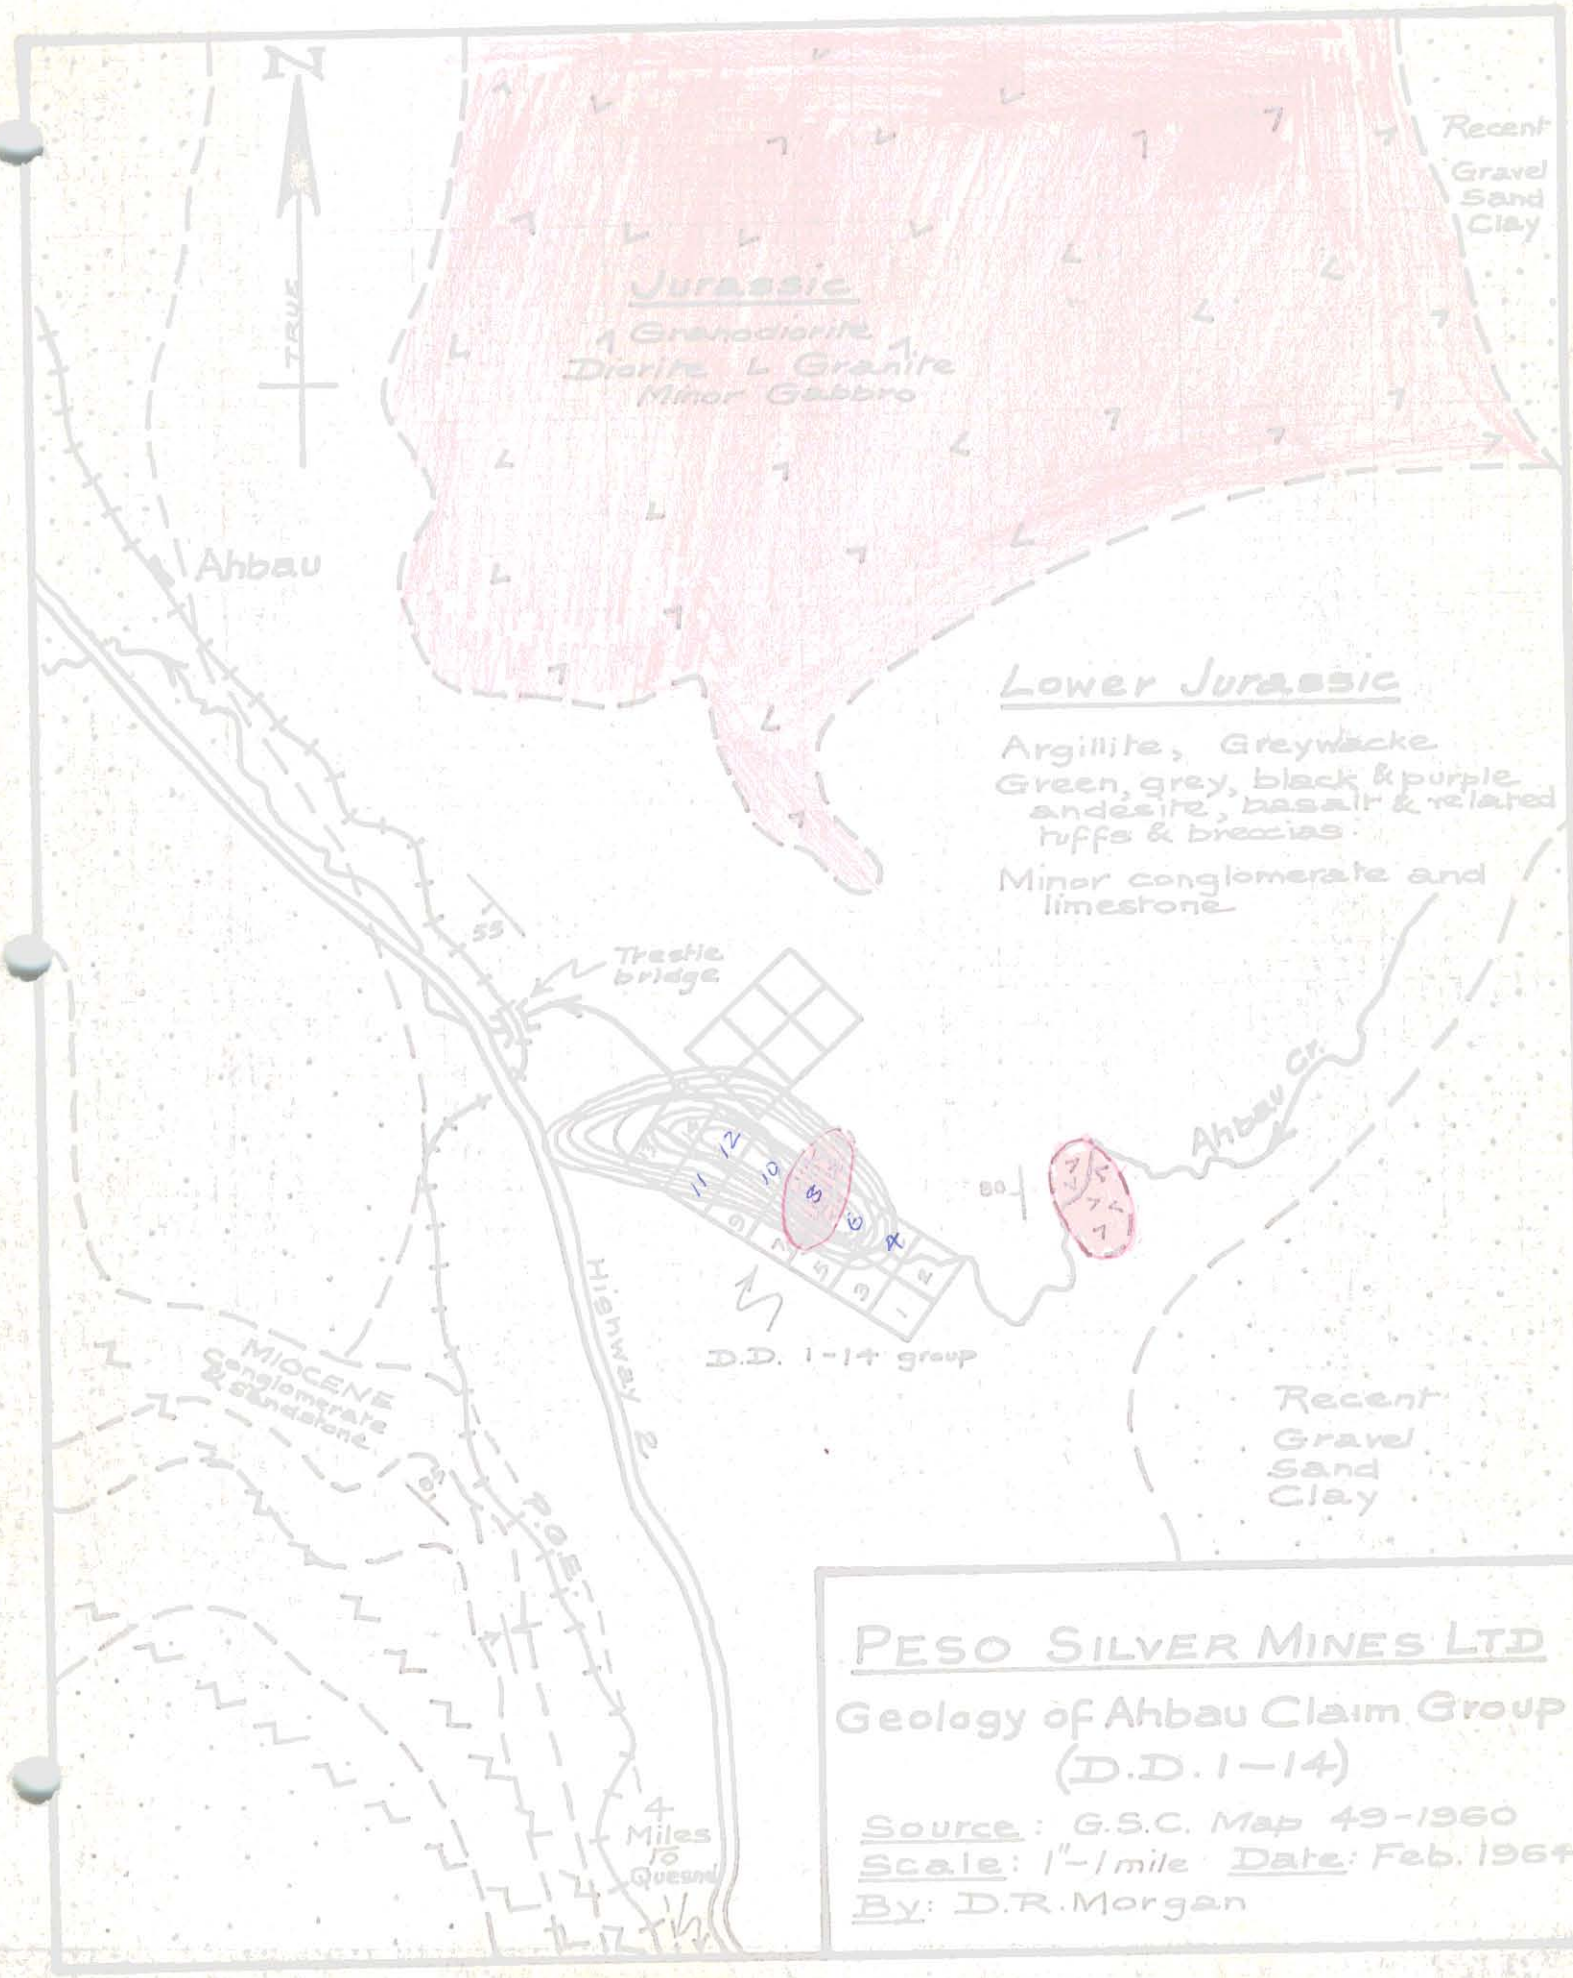 N
TRUE
Recent
Gravel
Sand
Clay
Jurassic
Granodiorite
Diorite Granite
Minor Gabbro
Ahbau
Lower Jurassic
Argillite, Greywacke
Green, grey, black & purple
andesite, basalt & related
tuffs & breccias.
Minor conglomerate and
limestone
55
Trestle
bridge
Ahbau Cr.
80
12
10
11
8
6
4
9
7
5
3
2
1
D.D. 1-14 group
Highway 2
MIOCENE
Conglomerate
& sandstone
P.G.E.
Recent
Gravel
Sand
Clay
4
Miles
To
Quesnel
PESO SILVER MINES LTD
Geology of Ahbau Claim Group
(D.D. 1-14)
Source: G.S.C. Map 49-1960
Scale: 1"-1 mile Date: Feb. 1964
By: D.R. Morgan